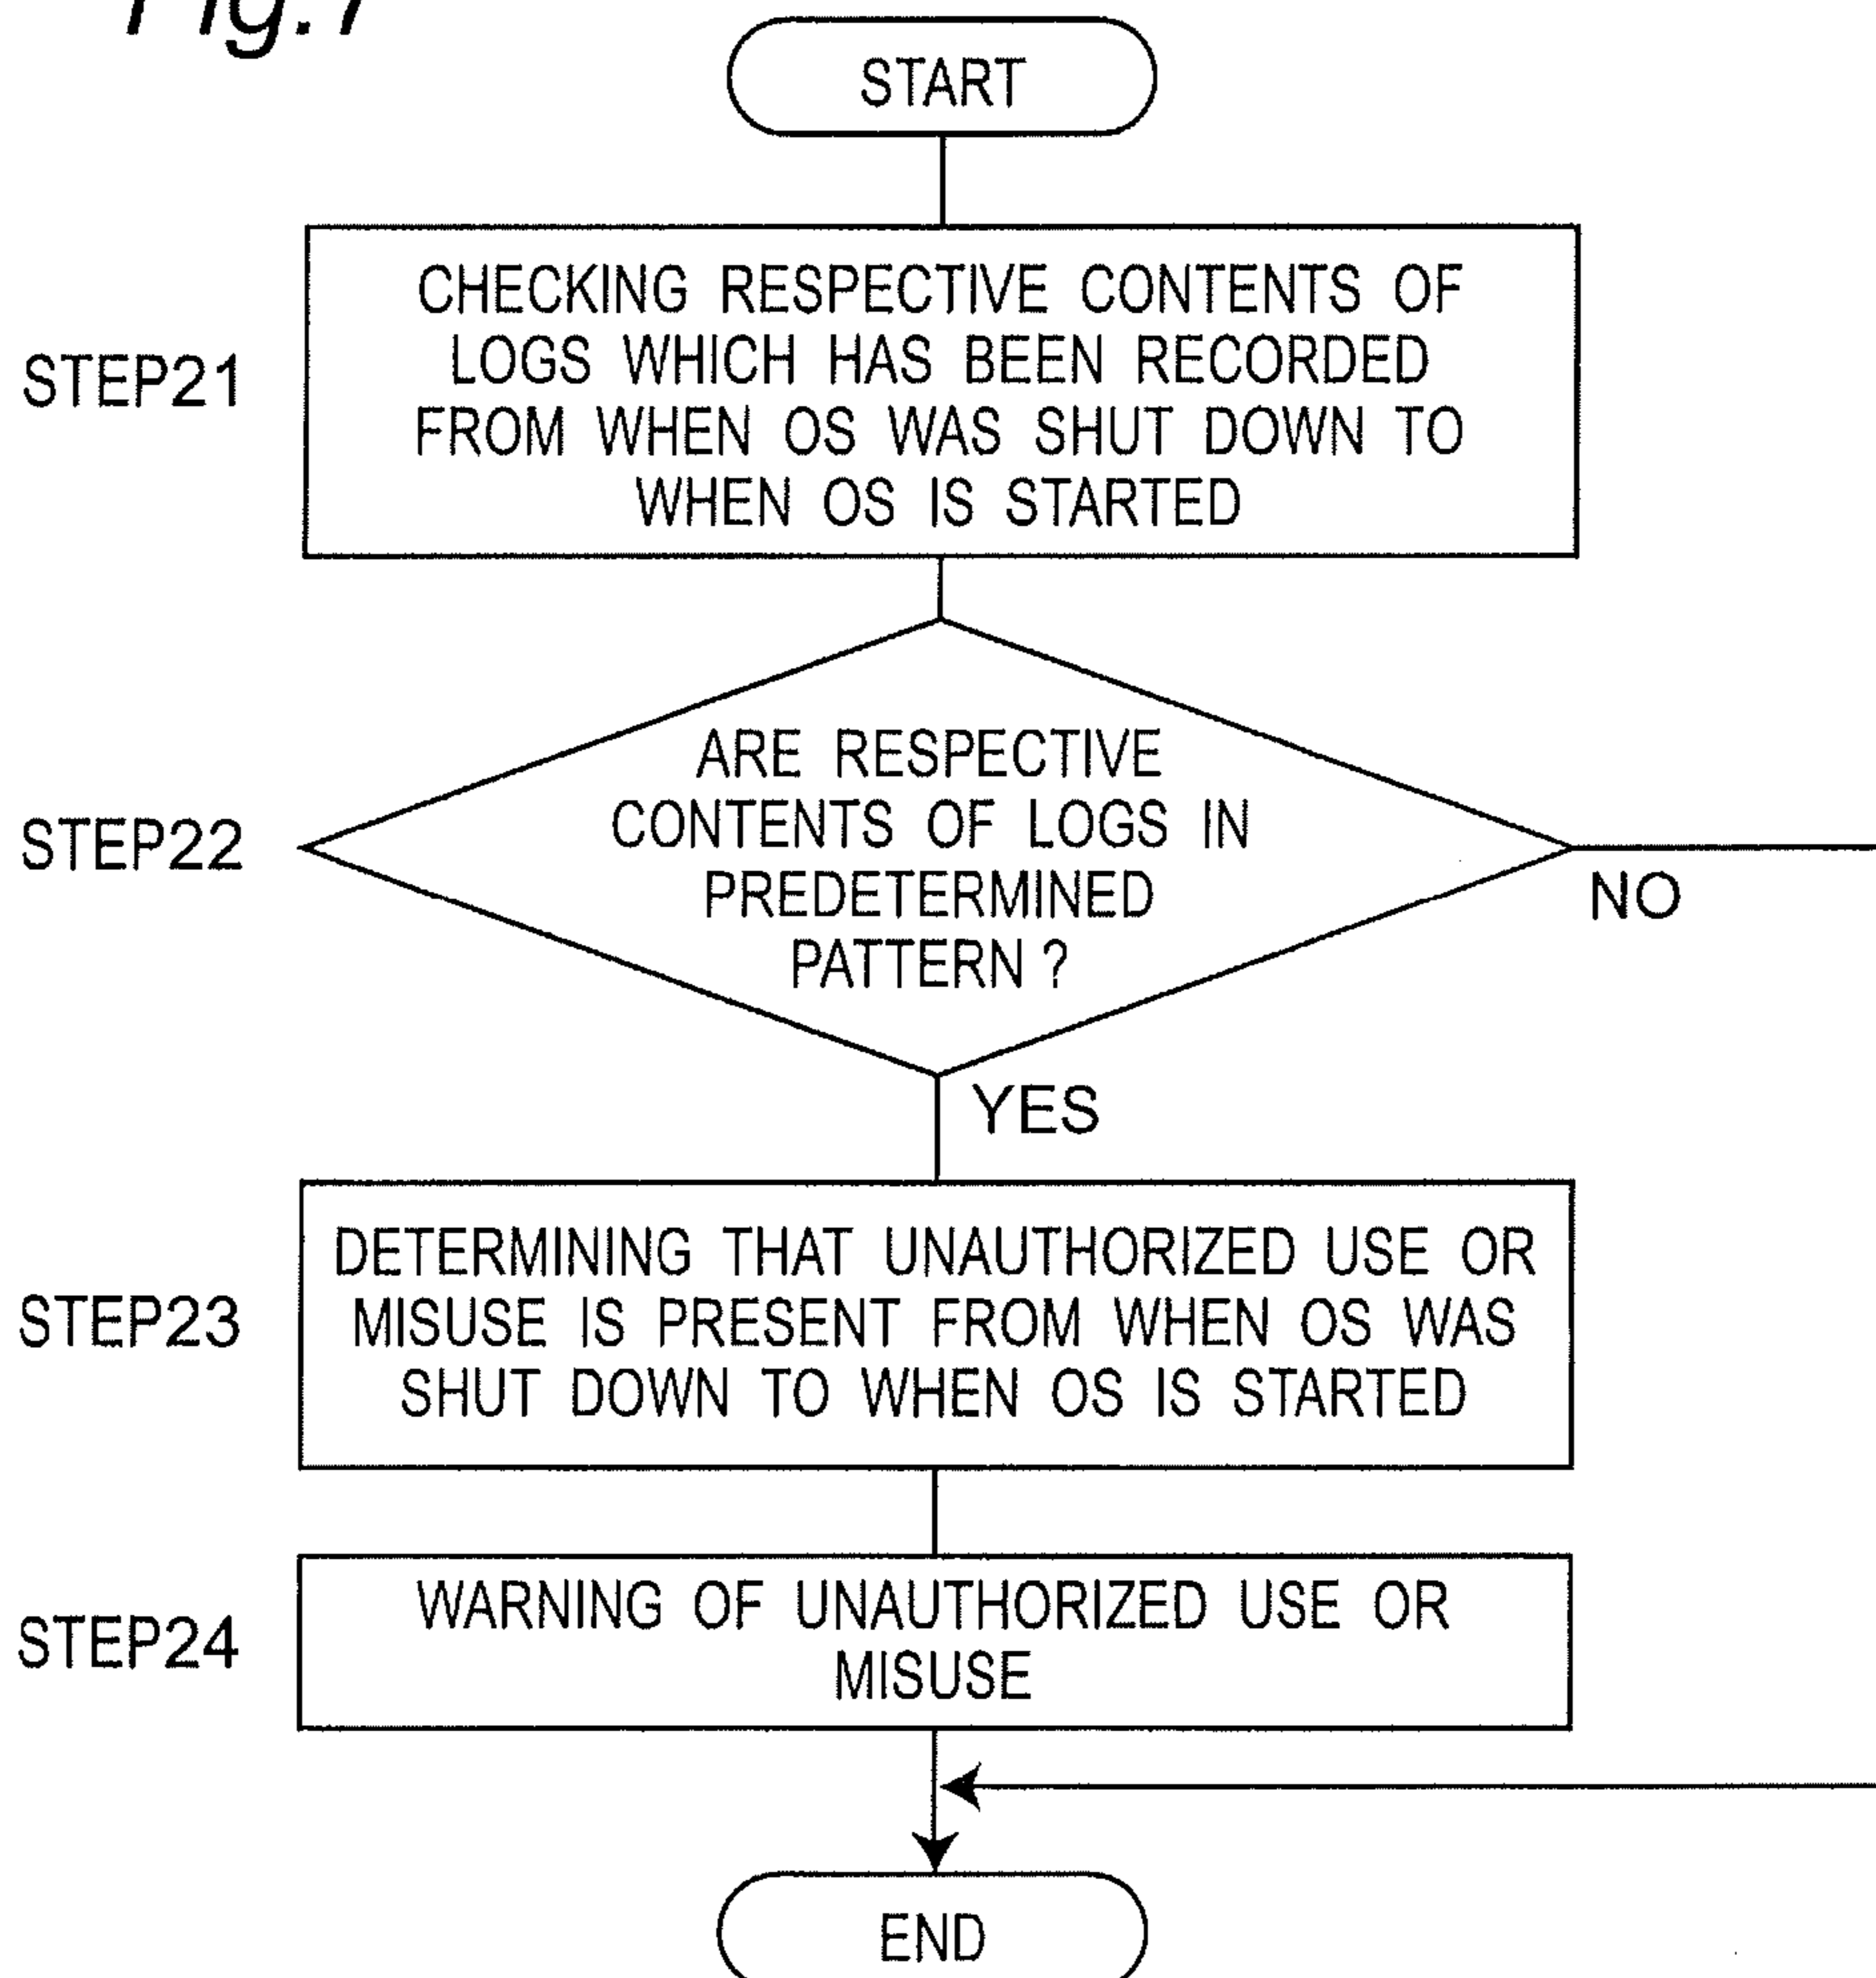 Fig.7
START
STEP21
CHECKING RESPECTIVE CONTENTS OF
LOGS WHICH HAS BEEN RECORDED
FROM WHEN OS WAS SHUT DOWN TO
WHEN OS IS STARTED
STEP22
ARE RESPECTIVE
CONTENTS OF LOGS IN
PREDETERMINED
PATTERN ?
NO
YES
STEP23
DETERMINING THAT UNAUTHORIZED USE OR
MISUSE IS PRESENT FROM WHEN OS WAS
SHUT DOWN TO WHEN OS IS STARTED
STEP24
WARNING OF UNAUTHORIZED USE OR
MISUSE
END